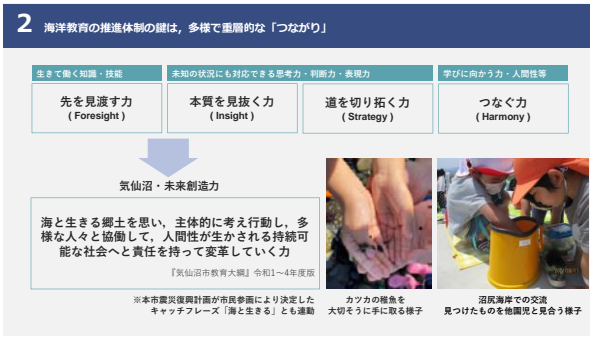 2 海洋教育の推進体制の鍵は，多様で重層的な「つながり」
生きて働く知識・技能
未知の状況にも対応できる思考力・判断力・表現力
学びに向かう力・人間性等
先を見渡す力
( Foresight )
本質を見抜く力
( Insight )
道を切り拓く力
( Strategy )
つなぐ力
( Harmony )
気仙沼・未来創造力
海と生きる郷土を思い，主体的に考え行動し，多
様な人々と協働して，人間性が生かされる持続可
能な社会へと責任を持って変革していく力
『気仙沼市教育大綱』令和1～4年度版
※本市震災復興計画が市民参画により決定した
キャッチフレーズ「海と生きる」とも連動
カツカの稚魚を
大切そうに手に取る様子
沼尻海岸での交流
見つけたものを他園児と見合う様子